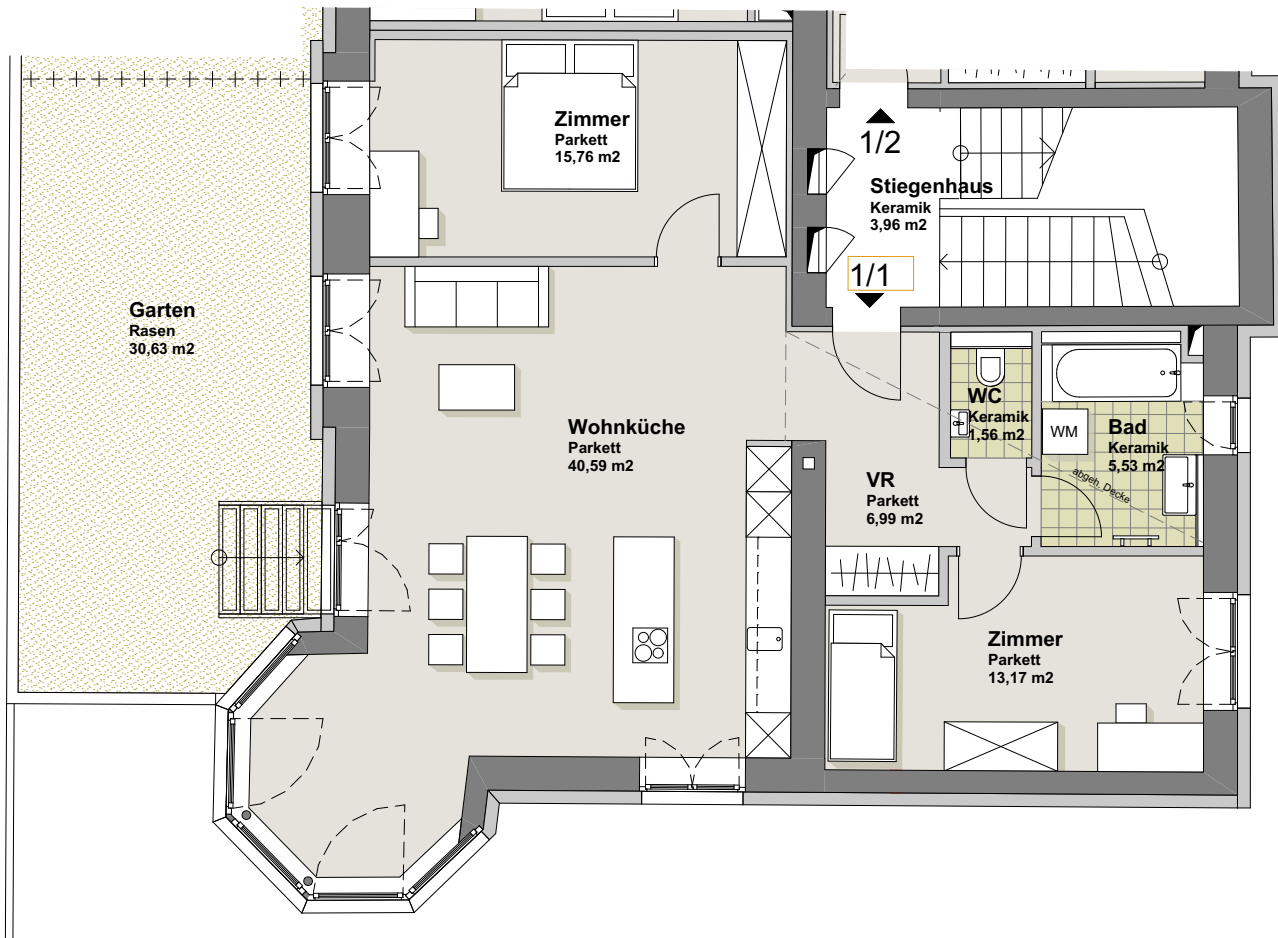 Zimmer
Parkett
15,76 m2
1/2
Stiegenhaus
Keramik
3,96 m2
1/1
Garten
Rasen
30,63 m2
Wohnküche
Parkett
40,59 m2
WC
Keramik
1,56 m2
WM
Bad
Keramik
5,53 m2
abgeh. Decke
VR
Parkett
6,99 m2
Zimmer
Parkett
13,17 m2